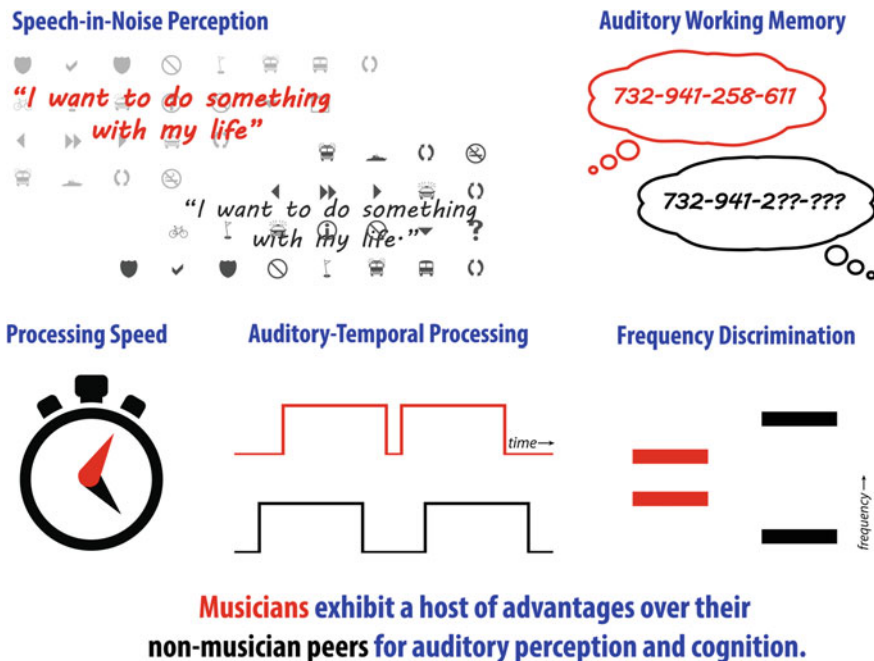 Speech-in-Noise Perception
“I want to do something
with my life”
?
“I want to do something
with my life.”
Auditory Working Memory
732-941-258-611
732-941-2??-???
Processing Speed
Auditory-Temporal Processing
time→
Frequency Discrimination
frequency→
Musicians exhibit a host of advantages over their
non-musician peers for auditory perception and cognition.